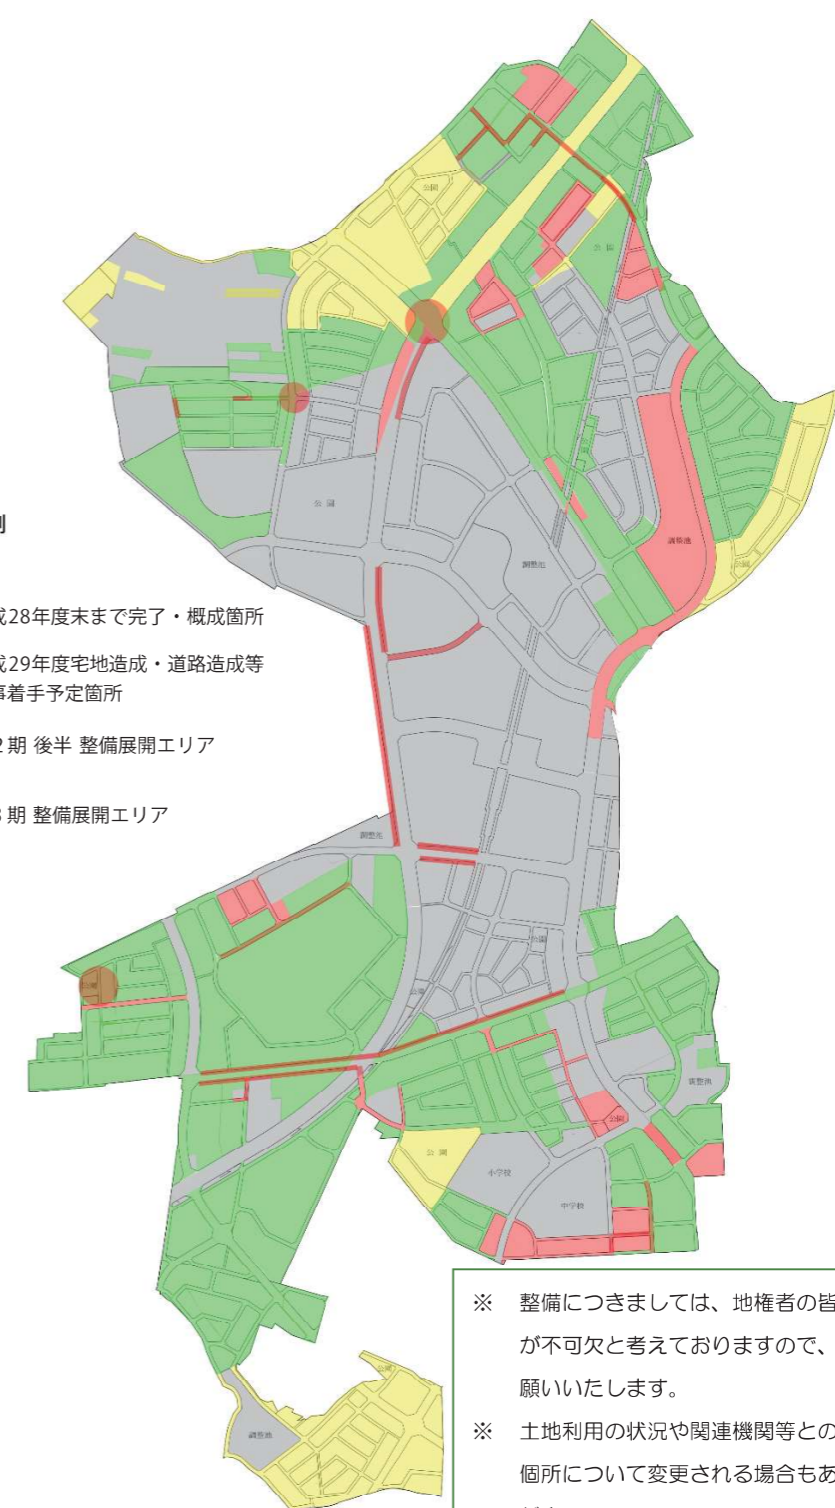 公園
公園
公園
調整池
調整池
公園
例
成28年度末まで完了・概成箇所
成29年度宅地造成・道路造成等
事着手予定箇所
２期 後半 整備展開エリア
３期 整備展開エリア
調整池
公園
公園
公園
調整池
公園
公園
小学校
中学校
公園
調整池
※ 整備につきましては、地権者の皆
が不可欠と考えておりますので、
願いいたします。
※ 土地利用の状況や関連機関等との
個所について変更される場合もあ